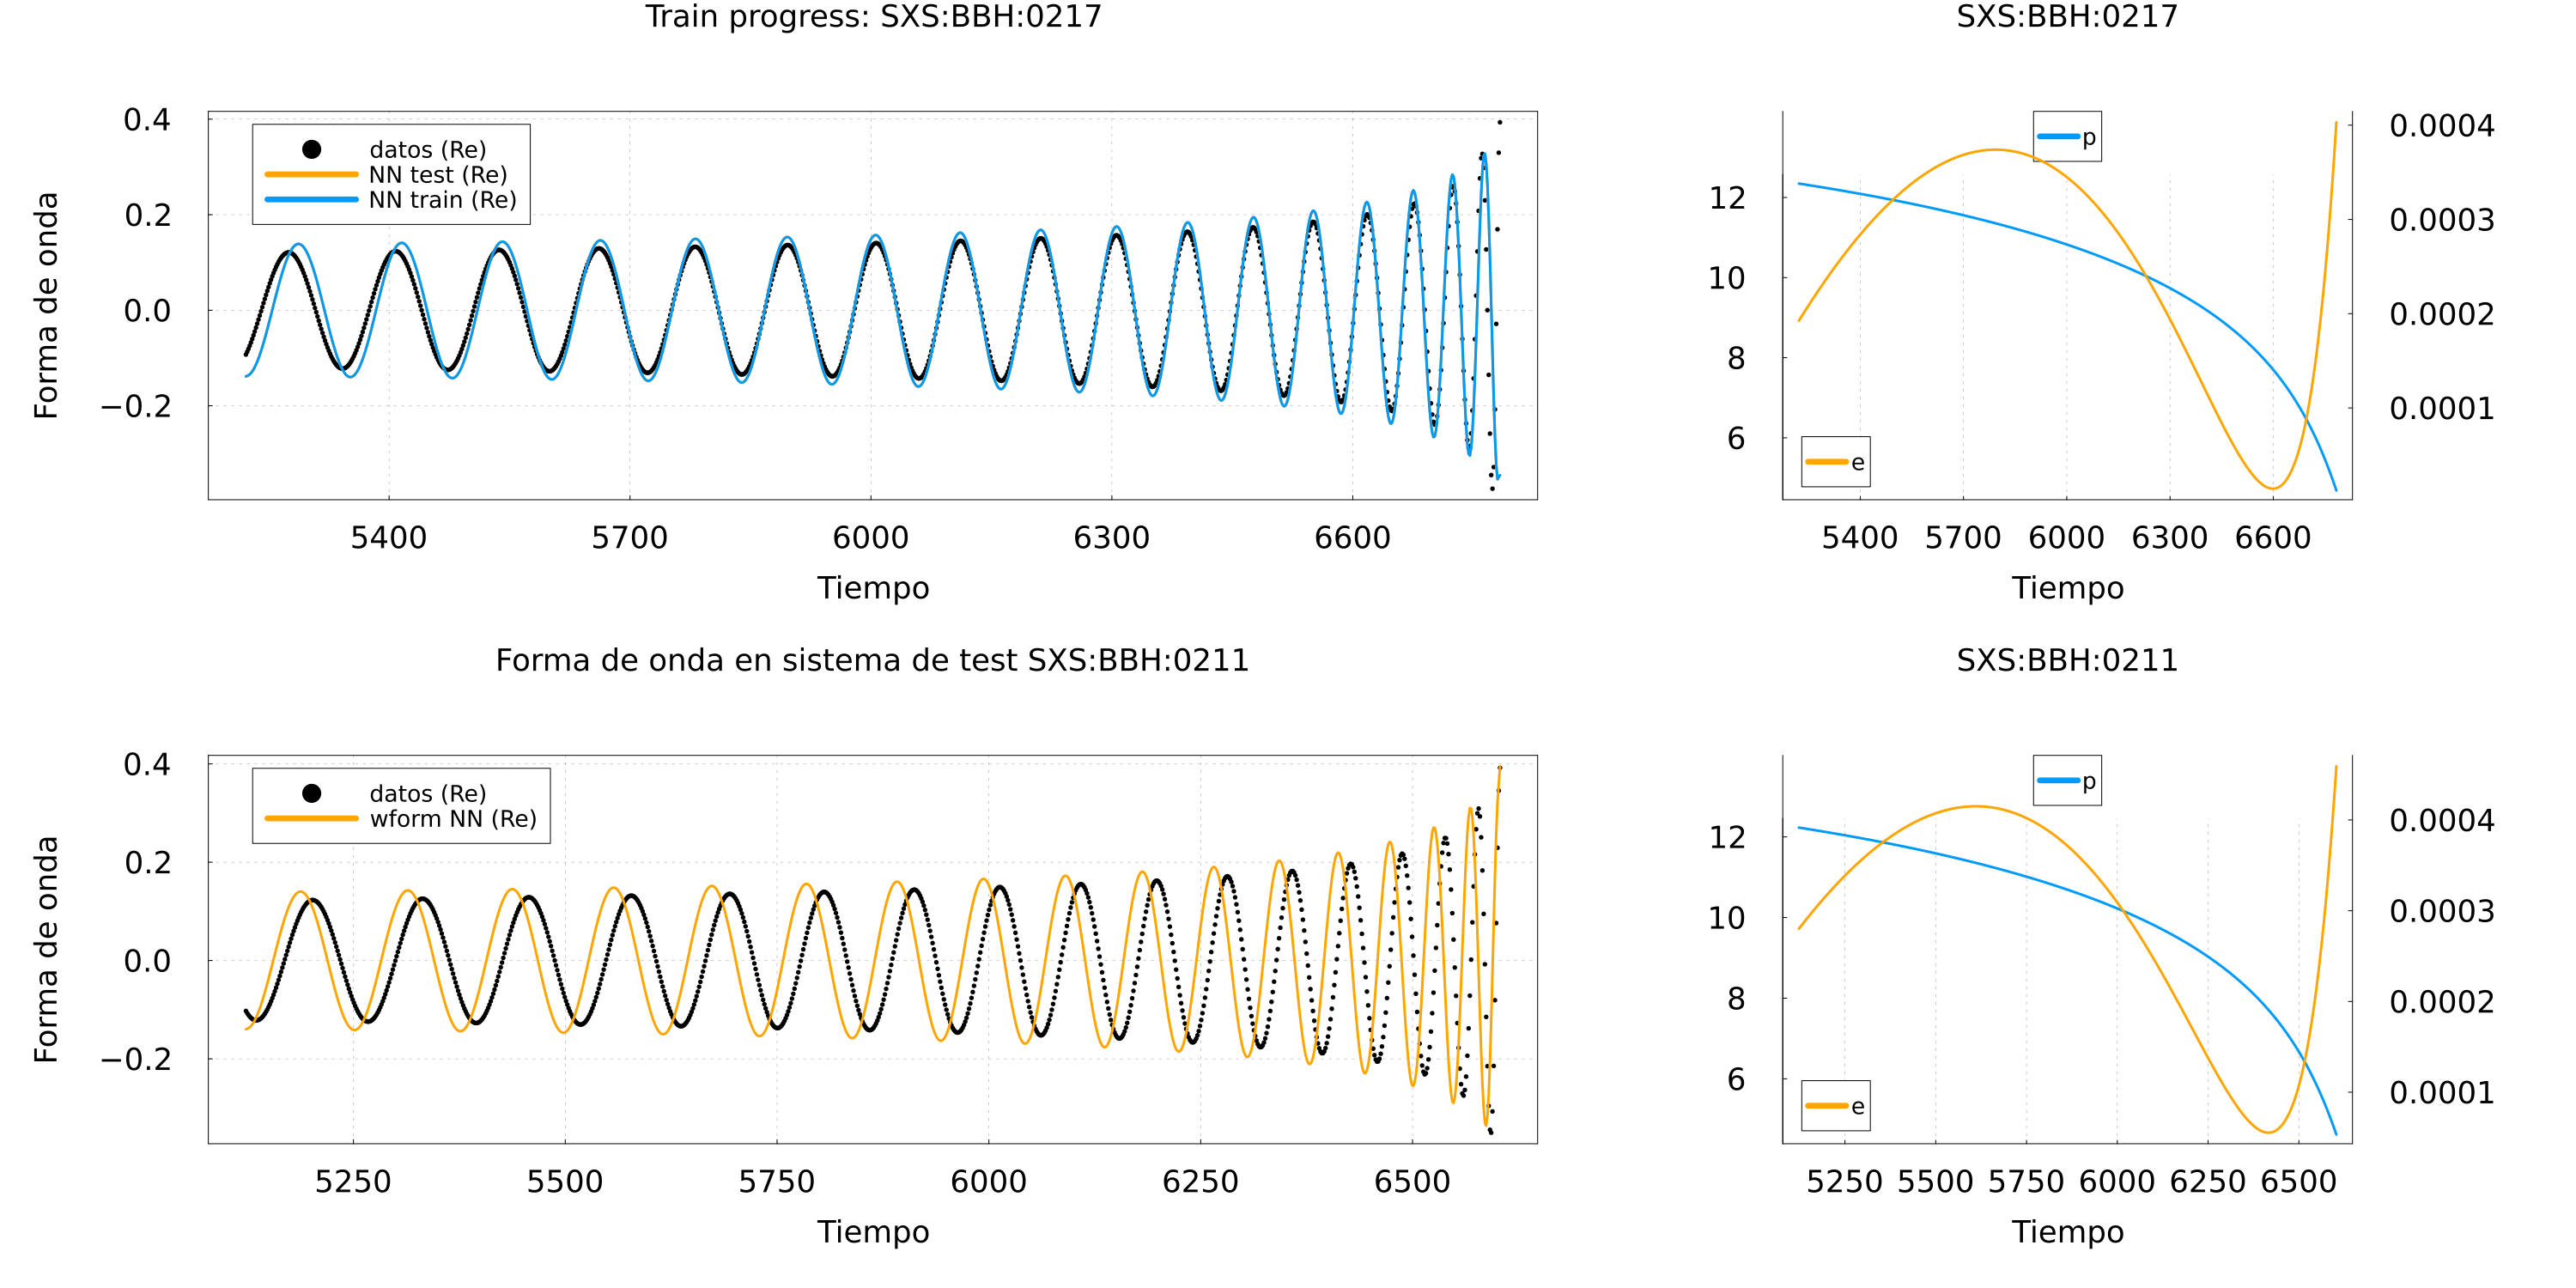 Train progress: SXS:BBH:0217
0.4
0.2
0.0
−0.2
Forma de onda
datos (Re)
NN test (Re)
NN train (Re)
5400 5700 6000 6300 6600
Tiempo
SXS:BBH:0217
12
10
8
6
p
e
0.0004
0.0003
0.0002
0.0001
5400 5700 6000 6300 6600
Tiempo
Forma de onda en sistema de test SXS:BBH:0211
0.4
0.2
0.0
−0.2
Forma de onda
datos (Re)
wform NN (Re)
5250 5500 5750 6000 6250 6500
Tiempo
SXS:BBH:0211
12
10
8
6
p
e
0.0004
0.0003
0.0002
0.0001
5250 5500 5750 6000 6250 6500
Tiempo